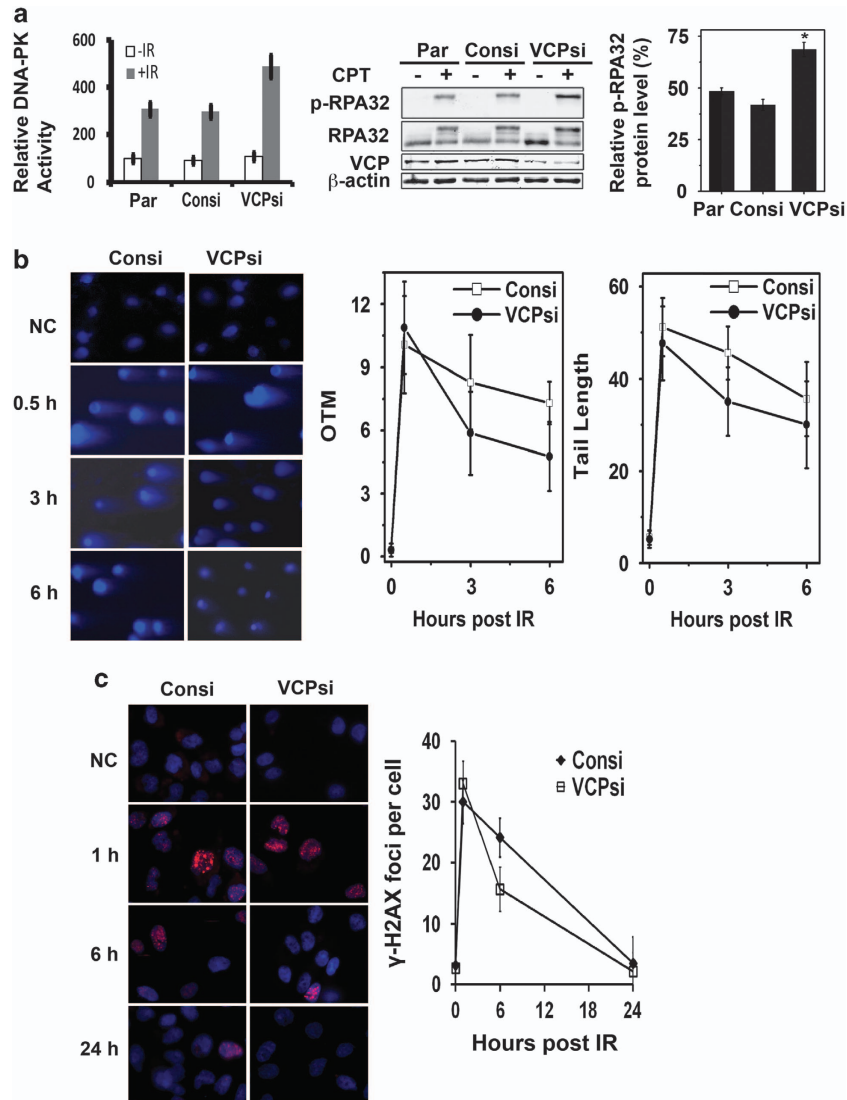 a
Relative DNA-PK
Activity
600
400
200
0
-IR
+IR
Par
Consi
VCPsi
Par
Consi
VCPsi
CPT
- + - + - +
p-RPA32
RPA32
VCP
β-actin
Relative p-RPA32
protein level (%)
75
50
25
0
*
Par
Consi
VCPsi
b
Consi
VCPsi
NC
0.5 h
3 h
6 h
OTM
12
9
6
3
0
Consi
VCPsi
0
3
6
Hours post IR
Tail Length
60
40
20
0
Consi
VCPsi
0
3
6
Hours post IR
c
Consi
VCPsi
NC
1 h
6 h
24 h
γ-H2AX foci per cell
40
30
20
10
0
Consi
VCPsi
0
6
12
18
24
Hours post IR